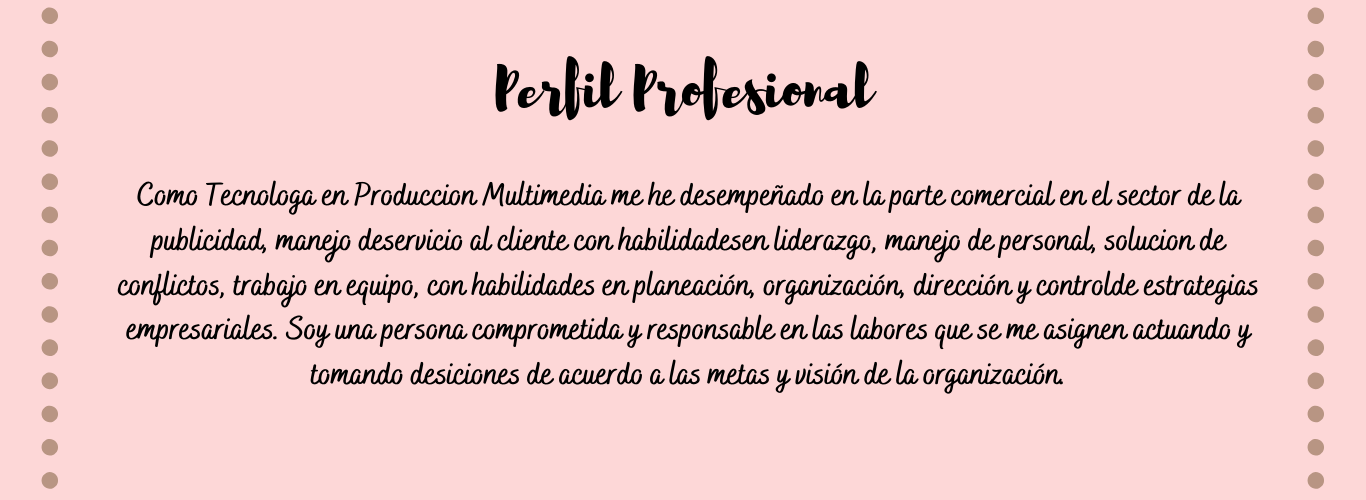 Perfil Profesional
Como Tecnologa en Produccion Multimedia me he desempeñado en la parte comercial en el sector de la
publicidad, manejo deservicio al cliente con habilidadesen liderazgo, manejo de personal, solucion de
conflictos, trabajo en equipo, con habilidades en planeación, organización, dirección y controlde estrategias
empresariales. Soy una persona comprometida y responsable en las labores que se me asignen actuando y
tomando desiciones de acuerdo a las metas y visión de la organización.